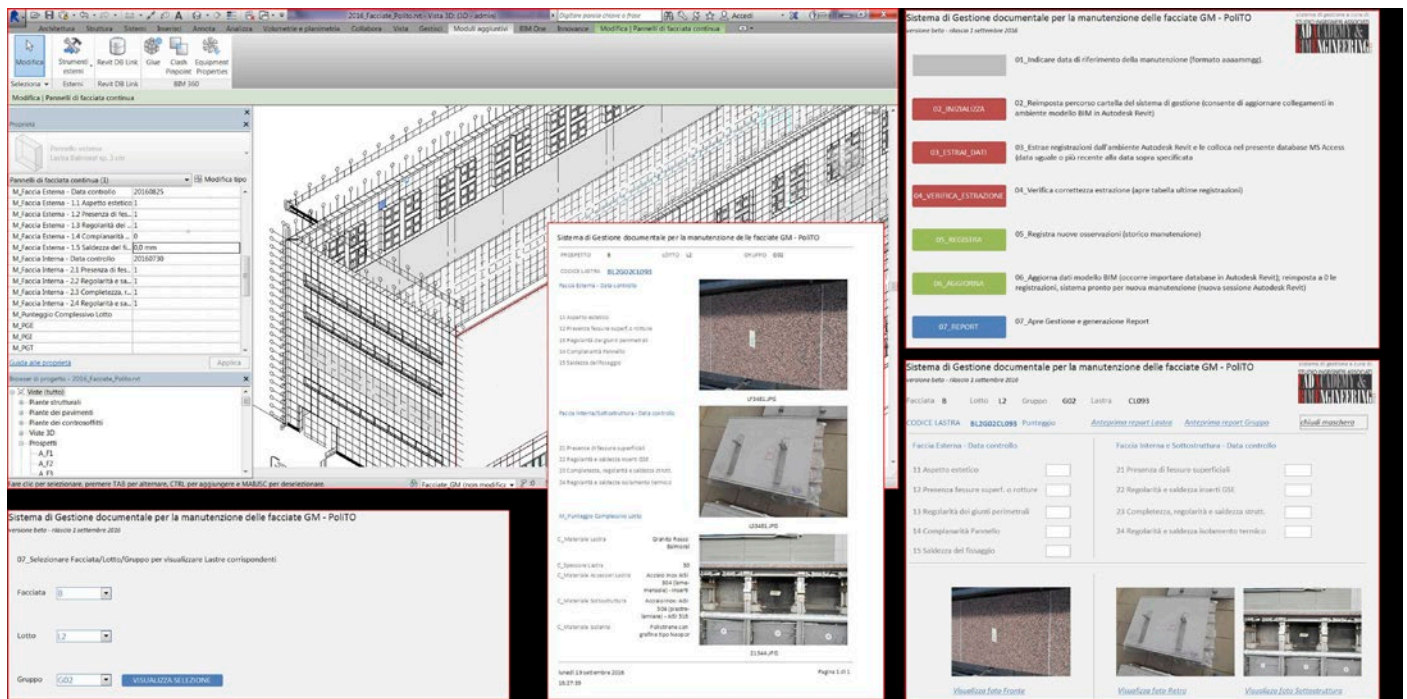 2016_Facciate_Polito.rvt - Vista 3D: {3D - admin}
Digitare parola chiave o frase
Accedi
Architettura Struttura Sistemi Inserisci Annota Analizza Volumetrie e planimetria Collabora Vista Gestisci Moduli aggiuntivi BIM One Innovance Modifica | Pannelli di facciata continua
Modifica
Strumenti esterni
Revit DB Link
Glue
Clash Pinpoint
Equipment Properties
Seleziona
Esterni
Revit DB Link
BIM 360
Modifica | Pannelli di facciata continua
Proprietà
Pannello sistema
Lastra Balmoral sp. 3 cm
Pannelli di facciata continua (1)
Modifica tipo
M_Faccia Esterna - Data controllo 20160825
M_Faccia Esterna - 1.1 Aspetto estetico 1
M_Faccia Esterna - 1.2 Presenza di fes... 1
M_Faccia Esterna - 1.3 Regolarità dei ... 1
M_Faccia Esterna - 1.4 Complanarità ... 0
M_Faccia Esterna - 1.5 Saldezza del fi... 0,0 mm
M_Faccia Interna - Data controllo 20160730
M_Faccia Interna - 2.1 Presenza di fes... 1
M_Faccia Interna - 2.2 Regolarità e sa... 1
M_Faccia Interna - 2.3 Completezza, r... 1
M_Faccia Interna - 2.4 Regolarità e sa... 1
M_Punteggio Complessivo Lotto
M_PGE
M_PGI
M_PGT
Guida alle proprietà
Applica
Browser di progetto - 2016_Facciate_Polito.rvt
Viste (tutto)
Piante strutturali
Piante dei pavimenti
Piante dei controsoffitti
Viste 3D
Prospetti
A_F1
A_F2
A_F3
Fare clic per selezionare, premere TAB per alternare, CTRL per aggiungere e MAIUSC per deselezionare.
Facciate_GM (non modifica
Sistema di Gestione documentale per la manutenzione delle facciate GM - PoliTO
versione beta - rilascio 1 settembre 2016
07_Selezionare Facciata/Lotto/Gruppo per visualizzare Lastre corrispondenti
Facciata
Lotto L2
Gruppo G02
VISUALIZZA SELEZIONE
Sistema di Gestione documentale per la manutenzione delle facciate GM - PoliTO
PROSPETTO B LOTTO L2 GRUPPO G02
CODICE LASTRA BL2G02CL093
Faccia Esterna - Data controllo
11 Aspetto estetico
12 Presenza fessure superf. o rotture
13 Regolarità dei giunti perimetrali
14 Complanarità Pannello
15 Saldezza del fissaggio
Faccia Interna/Sottostruttura - Data controllo
21 Presenza di fessure superficiali
22 Regolarità e saldezza inserti GSE
23 Completezza, regolarità e saldezza strutt.
24 Regolarità e saldezza isolamento termico
M_Punteggio Complessivo Lotto
C_Materiale Lastra Granito Rosso Balmoral
C_Spessore Lastra 30
C_Materiale Accessori Lastra
C_Materiale Sottostruttura
C_Materiale Isolante
lunedì 19 settembre 2016
Pagina 1 di 1
Sistema di Gestione documentale per la manutenzione delle facciate GM - PoliTO
versione beta - rilascio 1 settembre 2016
sistema di gestione a cura di
01_Indicare data di riferimento della manutenzione (formato aaaammgg).
02_INIZIALIZZA
02_Reimposta percorso cartella del sistema di gestione (consente di aggiornare collegamenti in
ambiente modello BIM in Autodesk Revit)
03_ESTRAI_DATI
03_Estrae registrazioni dall'ambiente Autodesk Revit e le colloca nel presente database MS Access
(data uguale o più recente alla data sopra specificata
04_VERIFICA_ESTRAZIONE
04_Verifica correttezza estrazione (apre tabella ultime registrazioni)
05_REGISTRA
05_Registra nuove osservazioni (storico manutenzione)
06_AGGIORNA
06_Aggiorna dati modello BIM (occorre importare database in Autodesk Revit); reimposta a 0 le
registrazioni, sistema pronto per nuova manutenzione (nuova sessione Autodesk Revit)
07_REPORT
07_Apre Gestione e generazione Report
Sistema di Gestione documentale per la manutenzione delle facciate GM - PoliTO
versione beta - rilascio 1 settembre 2016
Facciata B Lotto L2 Gruppo G02 Lastra CL093
CODICE LASTRA BL2G02CL093 Punteggio Anteprima report Lastra Anteprima report Gruppo chiudi maschera
Faccia Esterna - Data controllo
11 Aspetto estetico
12 Presenza fessure superf. o rotture
13 Regolarità dei giunti perimetrali
14 Complanarità Pannello
15 Saldezza del fissaggio
Faccia Interna e Sottostruttura - Data controllo
21 Presenza di fessure superficiali
22 Regolarità e saldezza inserti GSE
23 Completezza, regolarità e saldezza strutt.
24 Regolarità e saldezza isolamento termico
Visualizza foto Fronte
Visualizza foto Retro
Visualizza foto Sottostruttura